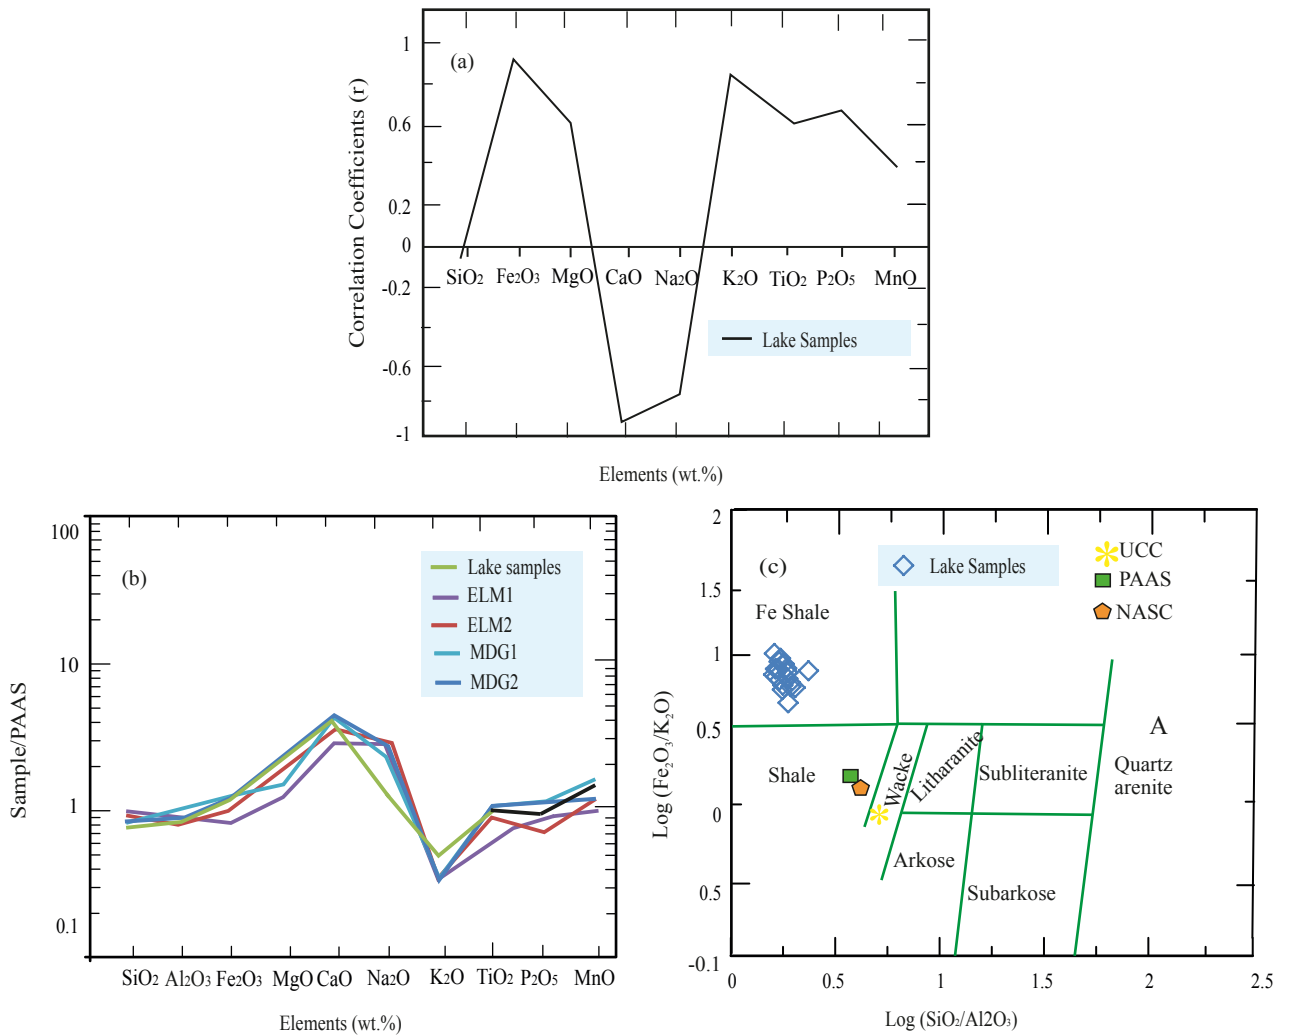 (a)
Correlation Coefficients (r)
1
0.6
0.2
0
-0.2
-0.6
-1
SiO2 Fe2O3 MgO CaO Na2O K2O TiO2 P2O5 MnO
Lake Samples
Elements (wt.%)
(b)
Sample/PAAS
100
10
1
0.1
Lake samples
ELM1
ELM2
MDG1
MDG2
SiO2 Al2O3 Fe2O3 MgO CaO Na2O K2O TiO2 P2O5 MnO
Elements (wt.%)
(c)
Log (Fe2O3/K2O)
2
1.5
1
0.5
0
0.5
-0.1
Lake Samples
UCC
PAAS
NASC
Fe Shale
Shale
Wacke
Litharanite
Subliteranite
A
Quartz
arenite
Arkose
Subarkose
0 0.5 1 1.5 2 2.5
Log (SiO2/Al2O3)